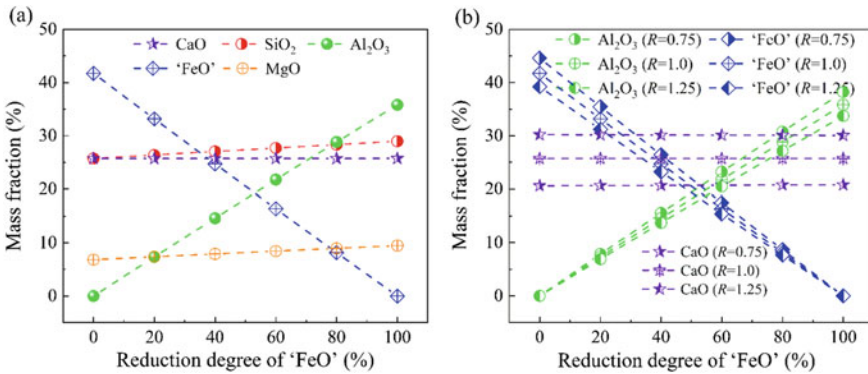 (a)
CaO SiO₂ Al₂O₃
‘FeO’ MgO
50
40
30
20
10
0
Mass fraction (%)
0 20 40 60 80 100
Reduction degree of ‘FeO’ (%)
(b)
Al₂O₃ (R=0.75) ‘FeO’ (R=0.75)
Al₂O₃ (R=1.0) ‘FeO’ (R=1.0)
Al₂O₃ (R=1.25) ‘FeO’ (R=1.25)
50
40
30
20
10
0
Mass fraction (%)
CaO (R=0.75)
CaO (R=1.0)
CaO (R=1.25)
0 20 40 60 80 100
Reduction degree of ‘FeO’ (%)